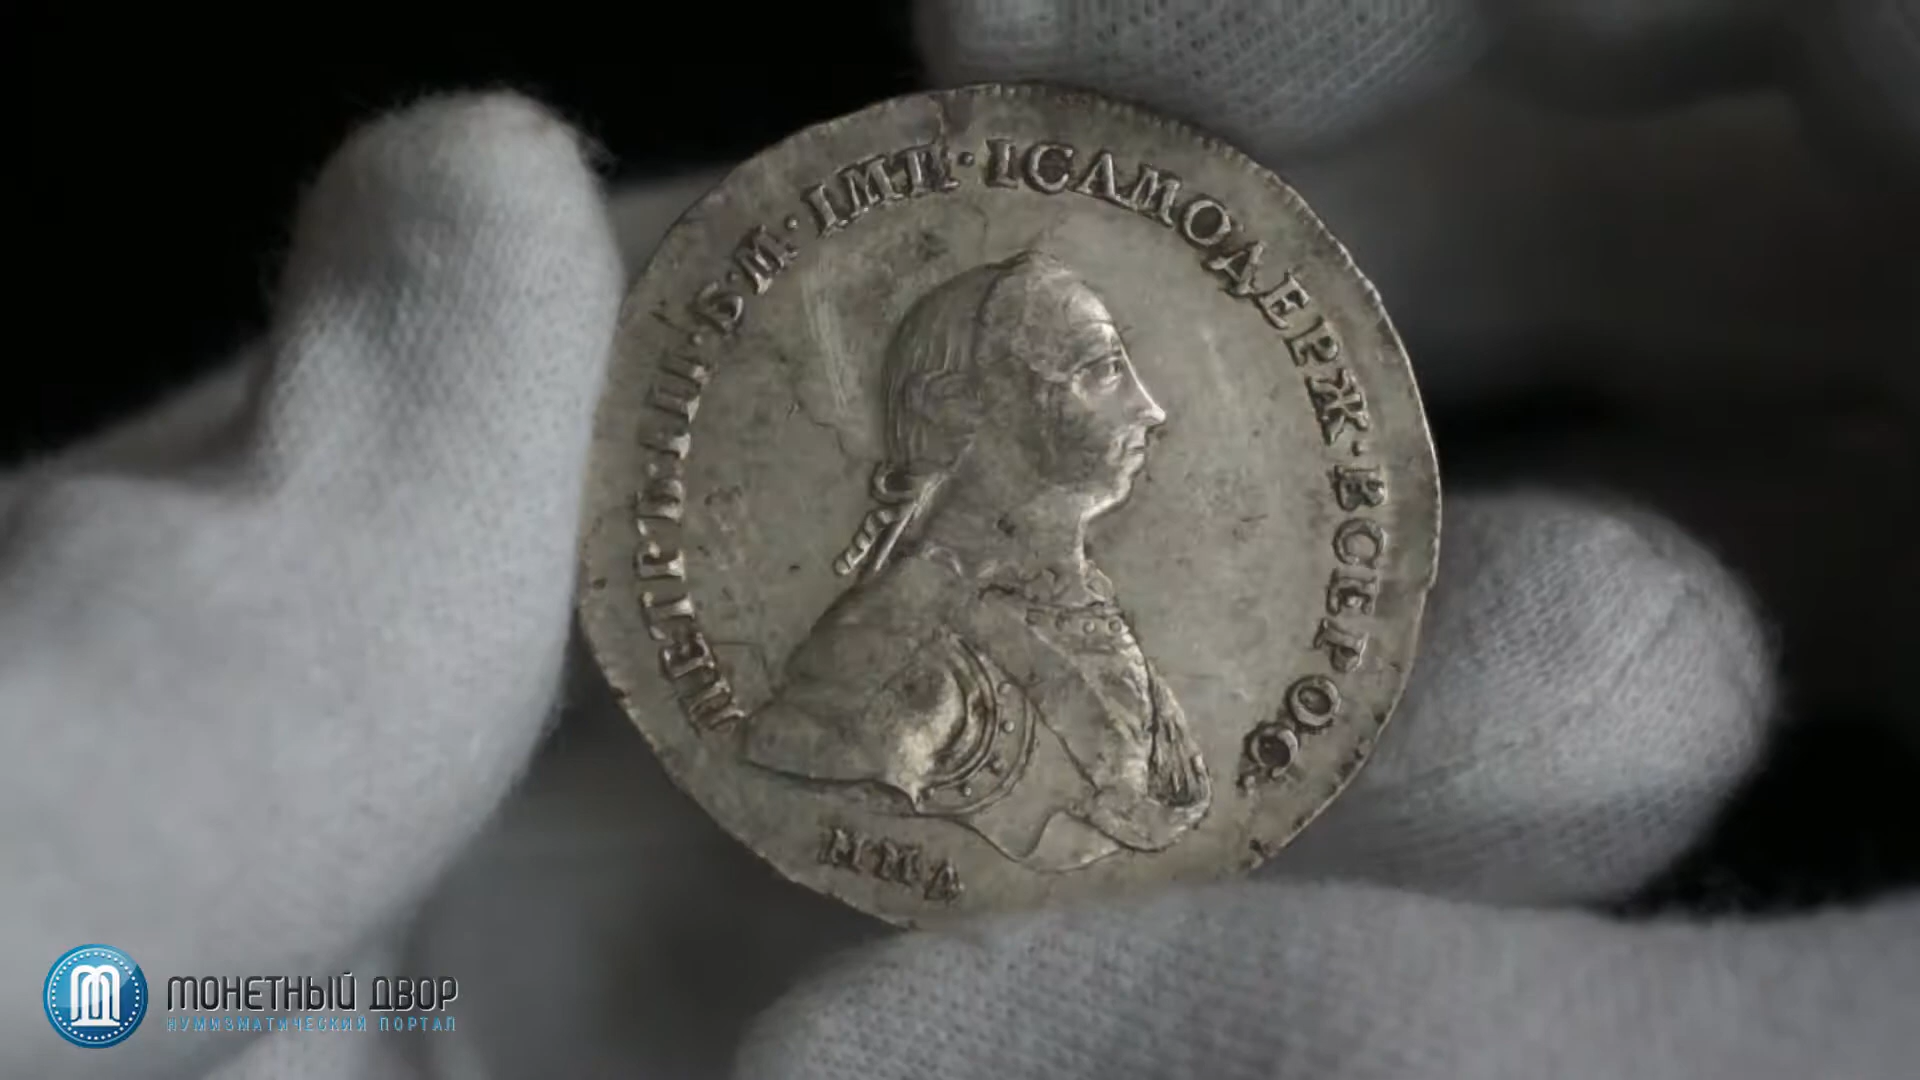 ПЕТРЪ·III·Б·М·IМП·IСАМОДЕРЖ·ВСЕРОС
ММД
МОНЕТНЫЙ ДВОР
НУМИЗМАТИЧЕСКИЙ ПОРТАЛ